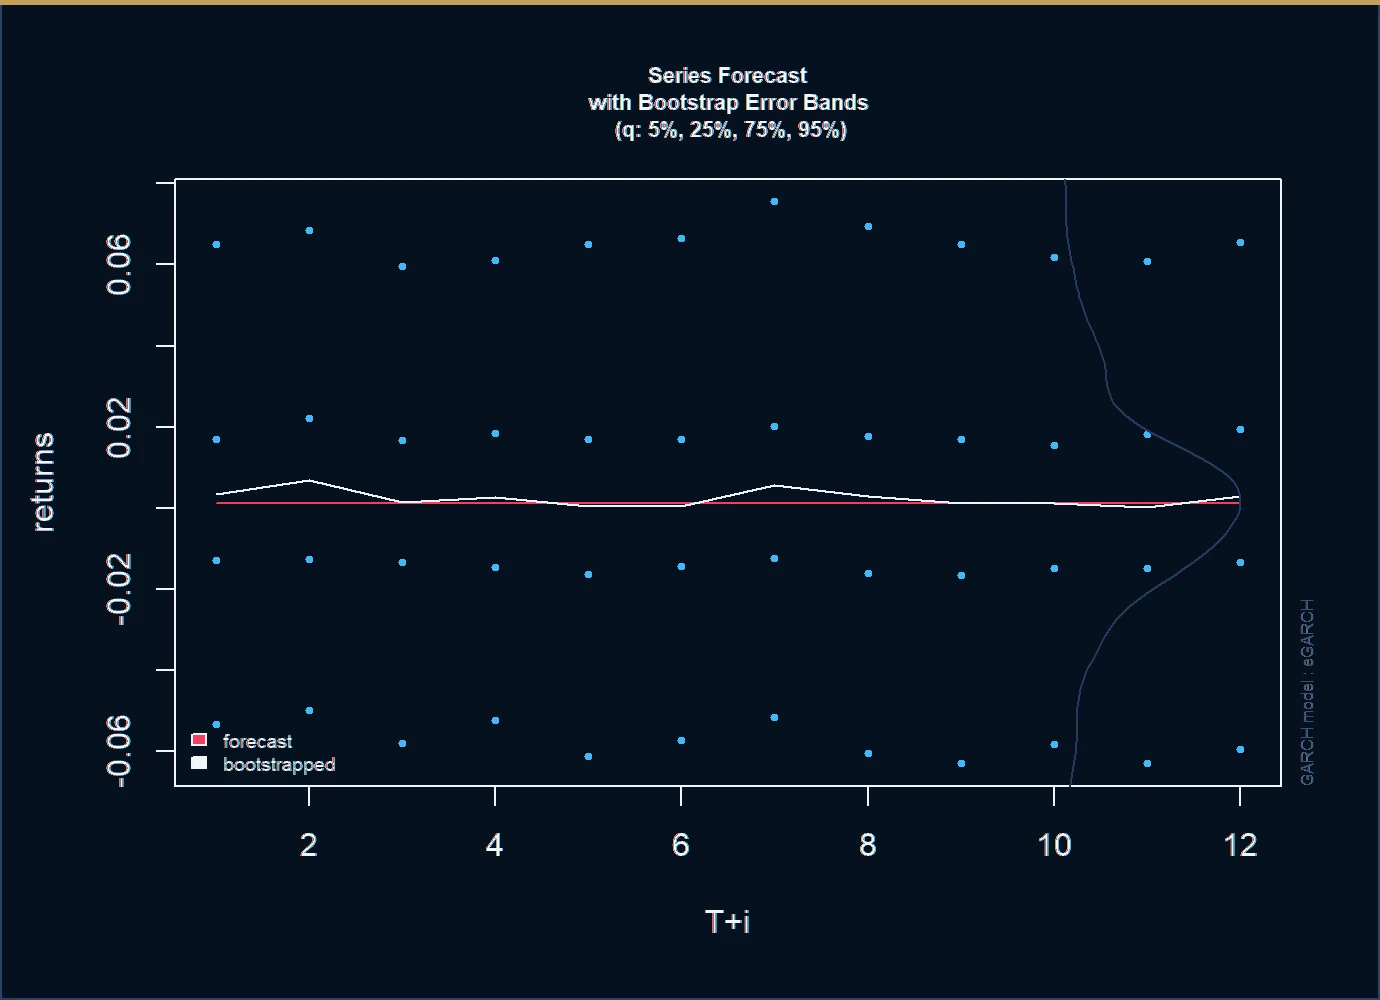 Series Forecast
with Bootstrap Error Bands
(q: 5%, 25%, 75%, 95%)
returns
0.06
0.02
-0.02
-0.06
forecast
bootstrapped
2 4 6 8 10 12
T+i
GARCH model : eGARCH